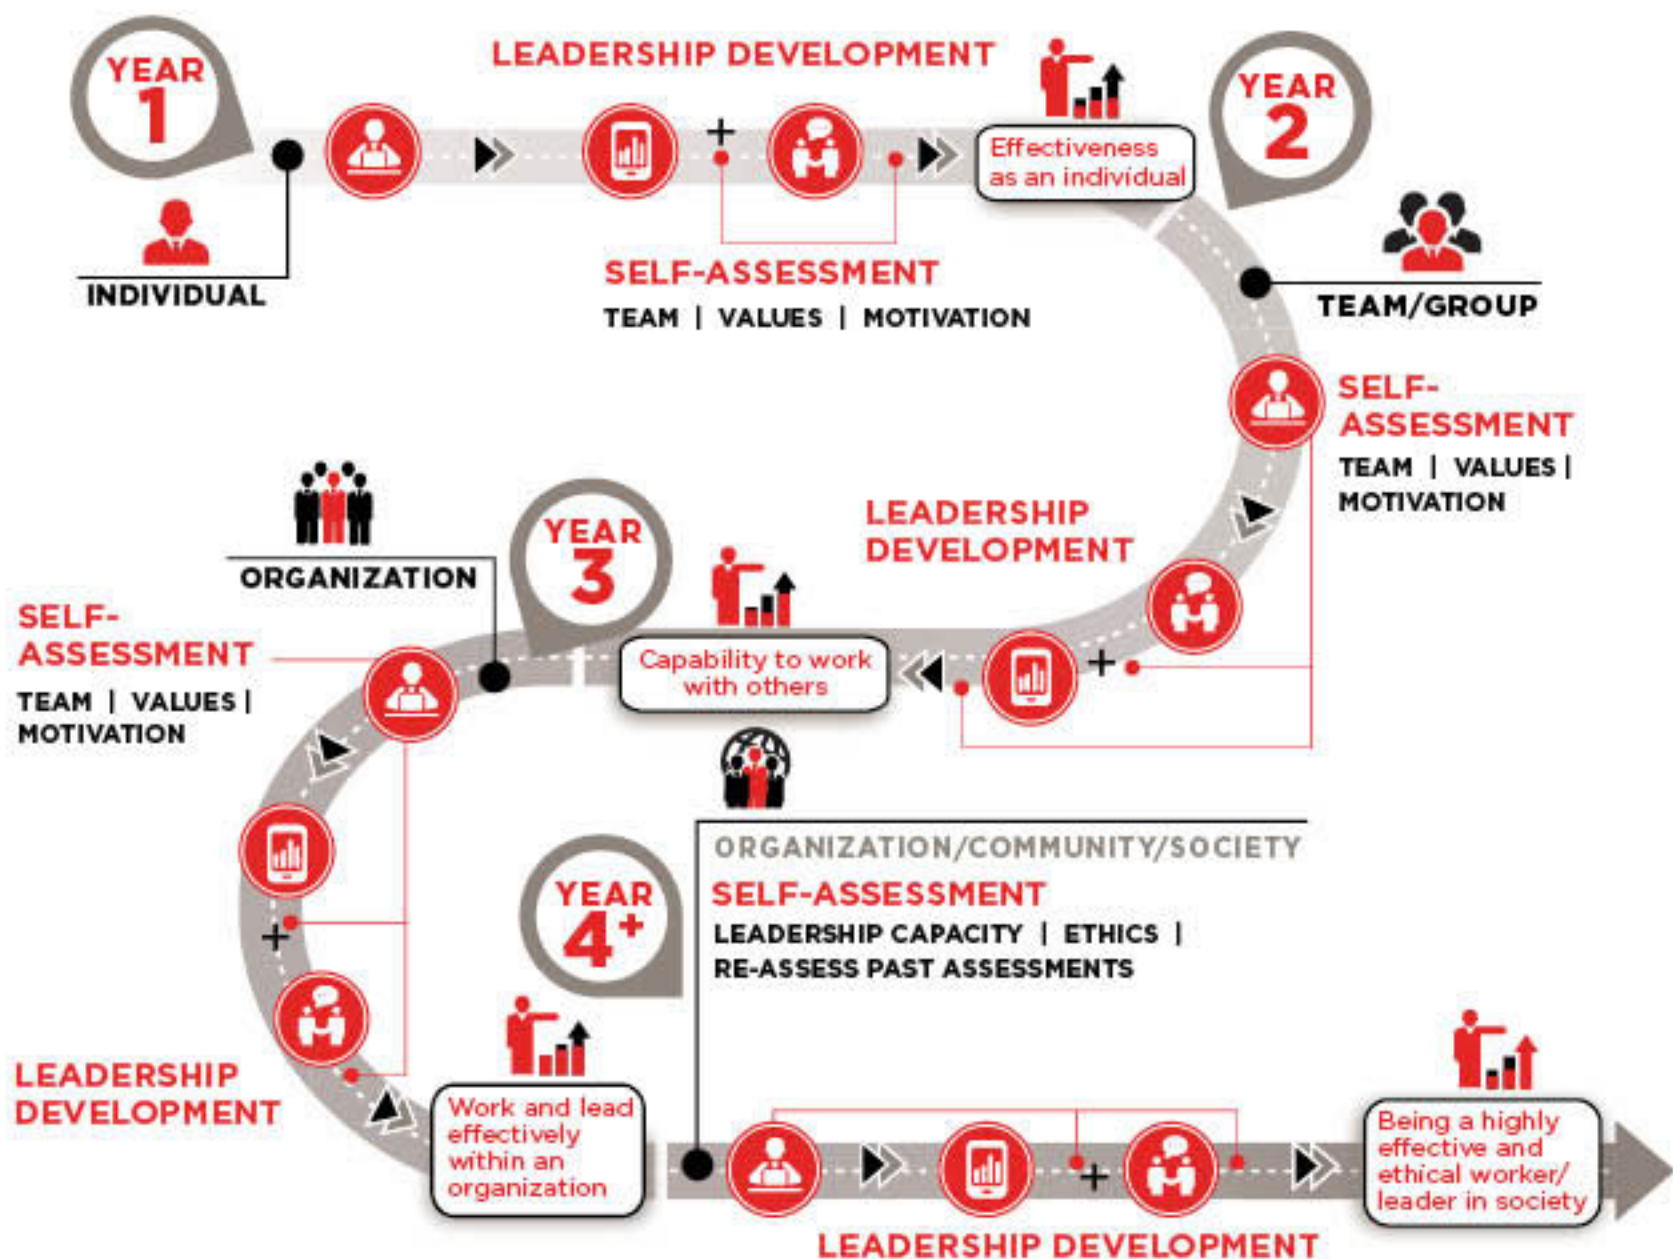 YEAR
1
INDIVIDUAL
LEADERSHIP DEVELOPMENT
SELF-ASSESSMENT
TEAM | VALUES | MOTIVATION
Effectiveness
as an individual
YEAR
2
TEAM/GROUP
SELF-
ASSESSMENT
TEAM | VALUES |
MOTIVATION
LEADERSHIP
DEVELOPMENT
Capability to work
with others
YEAR
3
ORGANIZATION
SELF-
ASSESSMENT
TEAM | VALUES |
MOTIVATION
LEADERSHIP
DEVELOPMENT
Work and lead
effectively
within an
organization
YEAR
4+
ORGANIZATION/COMMUNITY/SOCIETY
SELF-ASSESSMENT
LEADERSHIP CAPACITY | ETHICS |
RE-ASSESS PAST ASSESSMENTS
LEADERSHIP DEVELOPMENT
Being a highly
effective and
ethical worker/
leader in society